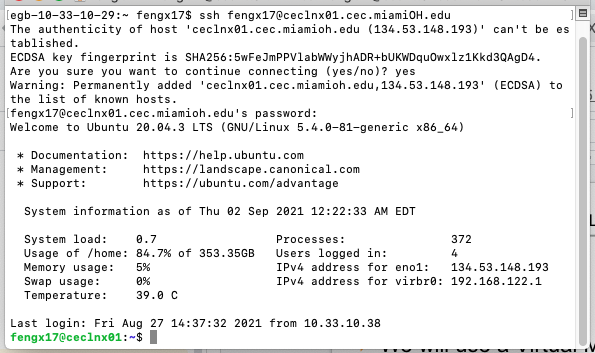 [egb-10-33-10-29:~ fengx17$ ssh fengx17@ceclnx01.cec.miamiOH.edu ]
The authenticity of host 'ceclnx01.cec.miamiOH.edu (134.53.148.193)' can't be es
tablished.
ECDSA key fingerprint is SHA256:5wFeJmPPVlabWWyjhADR+bUKWDquOwxlz1Kkd3QAgD4.
Are you sure you want to continue connecting (yes/no)? yes
Warning: Permanently added 'ceclnx01.cec.miamiOH.edu,134.53.148.193' (ECDSA) to
the list of known hosts.
[fengx17@ceclnx01.cec.miamiOH.edu's password: ]
Welcome to Ubuntu 20.04.3 LTS (GNU/Linux 5.4.0-81-generic x86_64)
* Documentation: https://help.ubuntu.com
* Management: https://landscape.canonical.com
* Support: https://ubuntu.com/advantage
System information as of Thu 02 Sep 2021 12:22:33 AM EDT
System load: 0.7 Processes: 372
Usage of /home: 84.7% of 353.35GB Users logged in: 4
Memory usage: 5% IPv4 address for eno1: 134.53.148.193
Swap usage: 0% IPv4 address for virbr0: 192.168.122.1
Temperature: 39.0 C
Last login: Fri Aug 27 14:37:32 2021 from 10.33.10.38
fengx17@ceclnx01:~$
We will use a Virtual